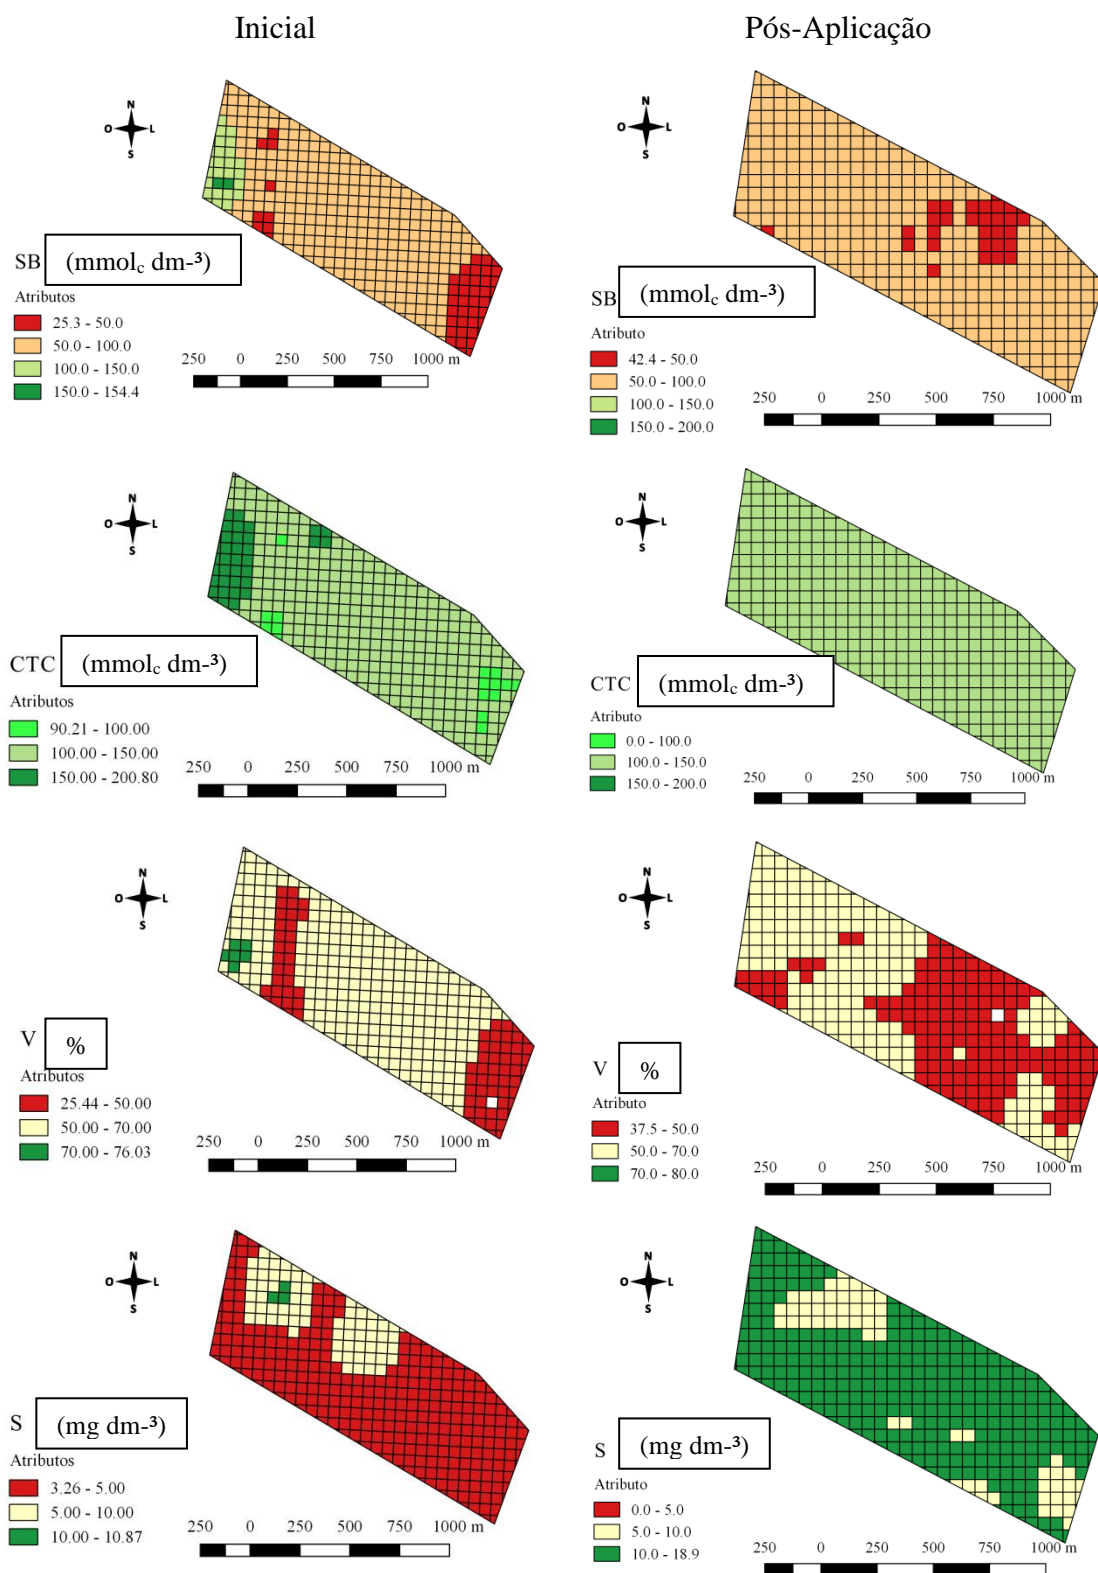 Inicial
Pós-Aplicação
N
O L
S
SB (mmolc dm-³)
Atributos
25.3 - 50.0
50.0 - 100.0
100.0 - 150.0
150.0 - 154.4
250 0 250 500 750 1000 m
N
O L
S
SB (mmolc dm-³)
Atributo
42.4 - 50.0
50.0 - 100.0
100.0 - 150.0
150.0 - 200.0
250 0 250 500 750 1000 m
N
O L
S
CTC (mmolc dm-³)
Atributos
90.21 - 100.00
100.00 - 150.00
150.00 - 200.80
250 0 250 500 750 1000 m
N
O L
S
CTC (mmolc dm-³)
Atributo
0.0 - 100.0
100.0 - 150.0
150.0 - 200.0
250 0 250 500 750 1000 m
N
O L
S
V %
Atributos
25.44 - 50.00
50.00 - 70.00
70.00 - 76.03
250 0 250 500 750 1000 m
N
O L
S
V %
Atributo
37.5 - 50.0
50.0 - 70.0
70.0 - 80.0
250 0 250 500 750 1000 m
N
O L
S
S (mg dm-³)
Atributos
3.26 - 5.00
5.00 - 10.00
10.00 - 10.87
250 0 250 500 750 1000 m
N
O L
S
S (mg dm-³)
Atributo
0.0 - 5.0
5.0 - 10.0
10.0 - 18.9
250 0 250 500 750 1000 m